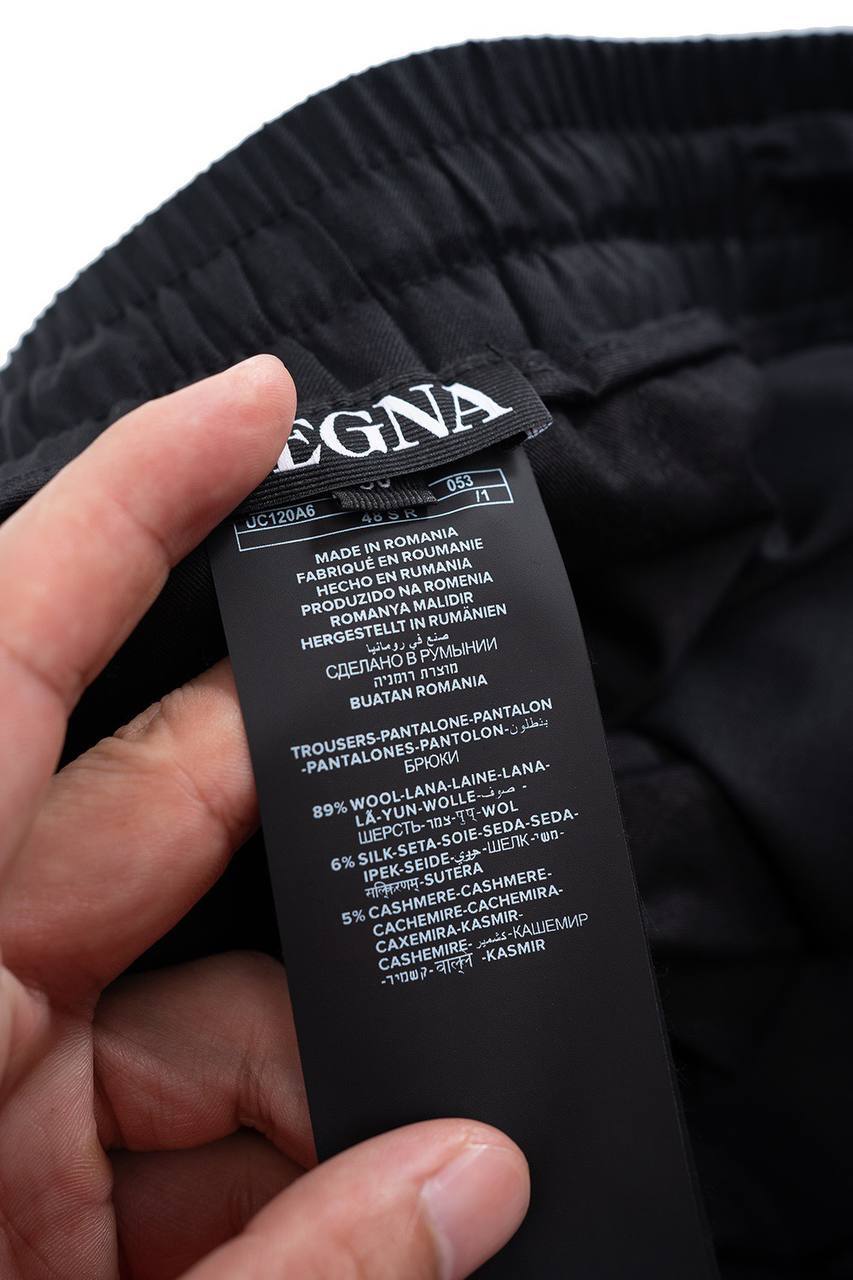 EGNA
UC120A6
053
/1
48 S R
MADE IN ROMANIA
FABRIQUÉ EN ROUMANIE
HECHO EN RUMANIA
PRODUZIDO NA ROMENIA
ROMANYA MALIDIR
HERGESTELLT IN RUMÄNIEN
صنع في رومانيا
СДЕЛАНО В РУМЫНИИ
מוצרת רומניה
BUATAN ROMANIA
TROUSERS-PANTALONE-PANTALON
-PANTALONES-PANTOLON-بنطلون-
БРЮКИ
89% WOOL-LANA-LAINE-LANA-
LÃ-YUN-WOLLE-صوف-
ШЕРСТЬ-צמר-WOL
6% SILK-SETA-SOIE-SEDA-SEDA-
IPEK-SEIDE-ШЕЛК-משי-
-SUTERA
5% CASHMERE-CASHMERE-
CACHEMIRE-CACHEMIRA-
CAXEMIRA-KASMIR-
CASHEMIRE-كشمير-КАШЕМИР
-קשמיר-KASMIR